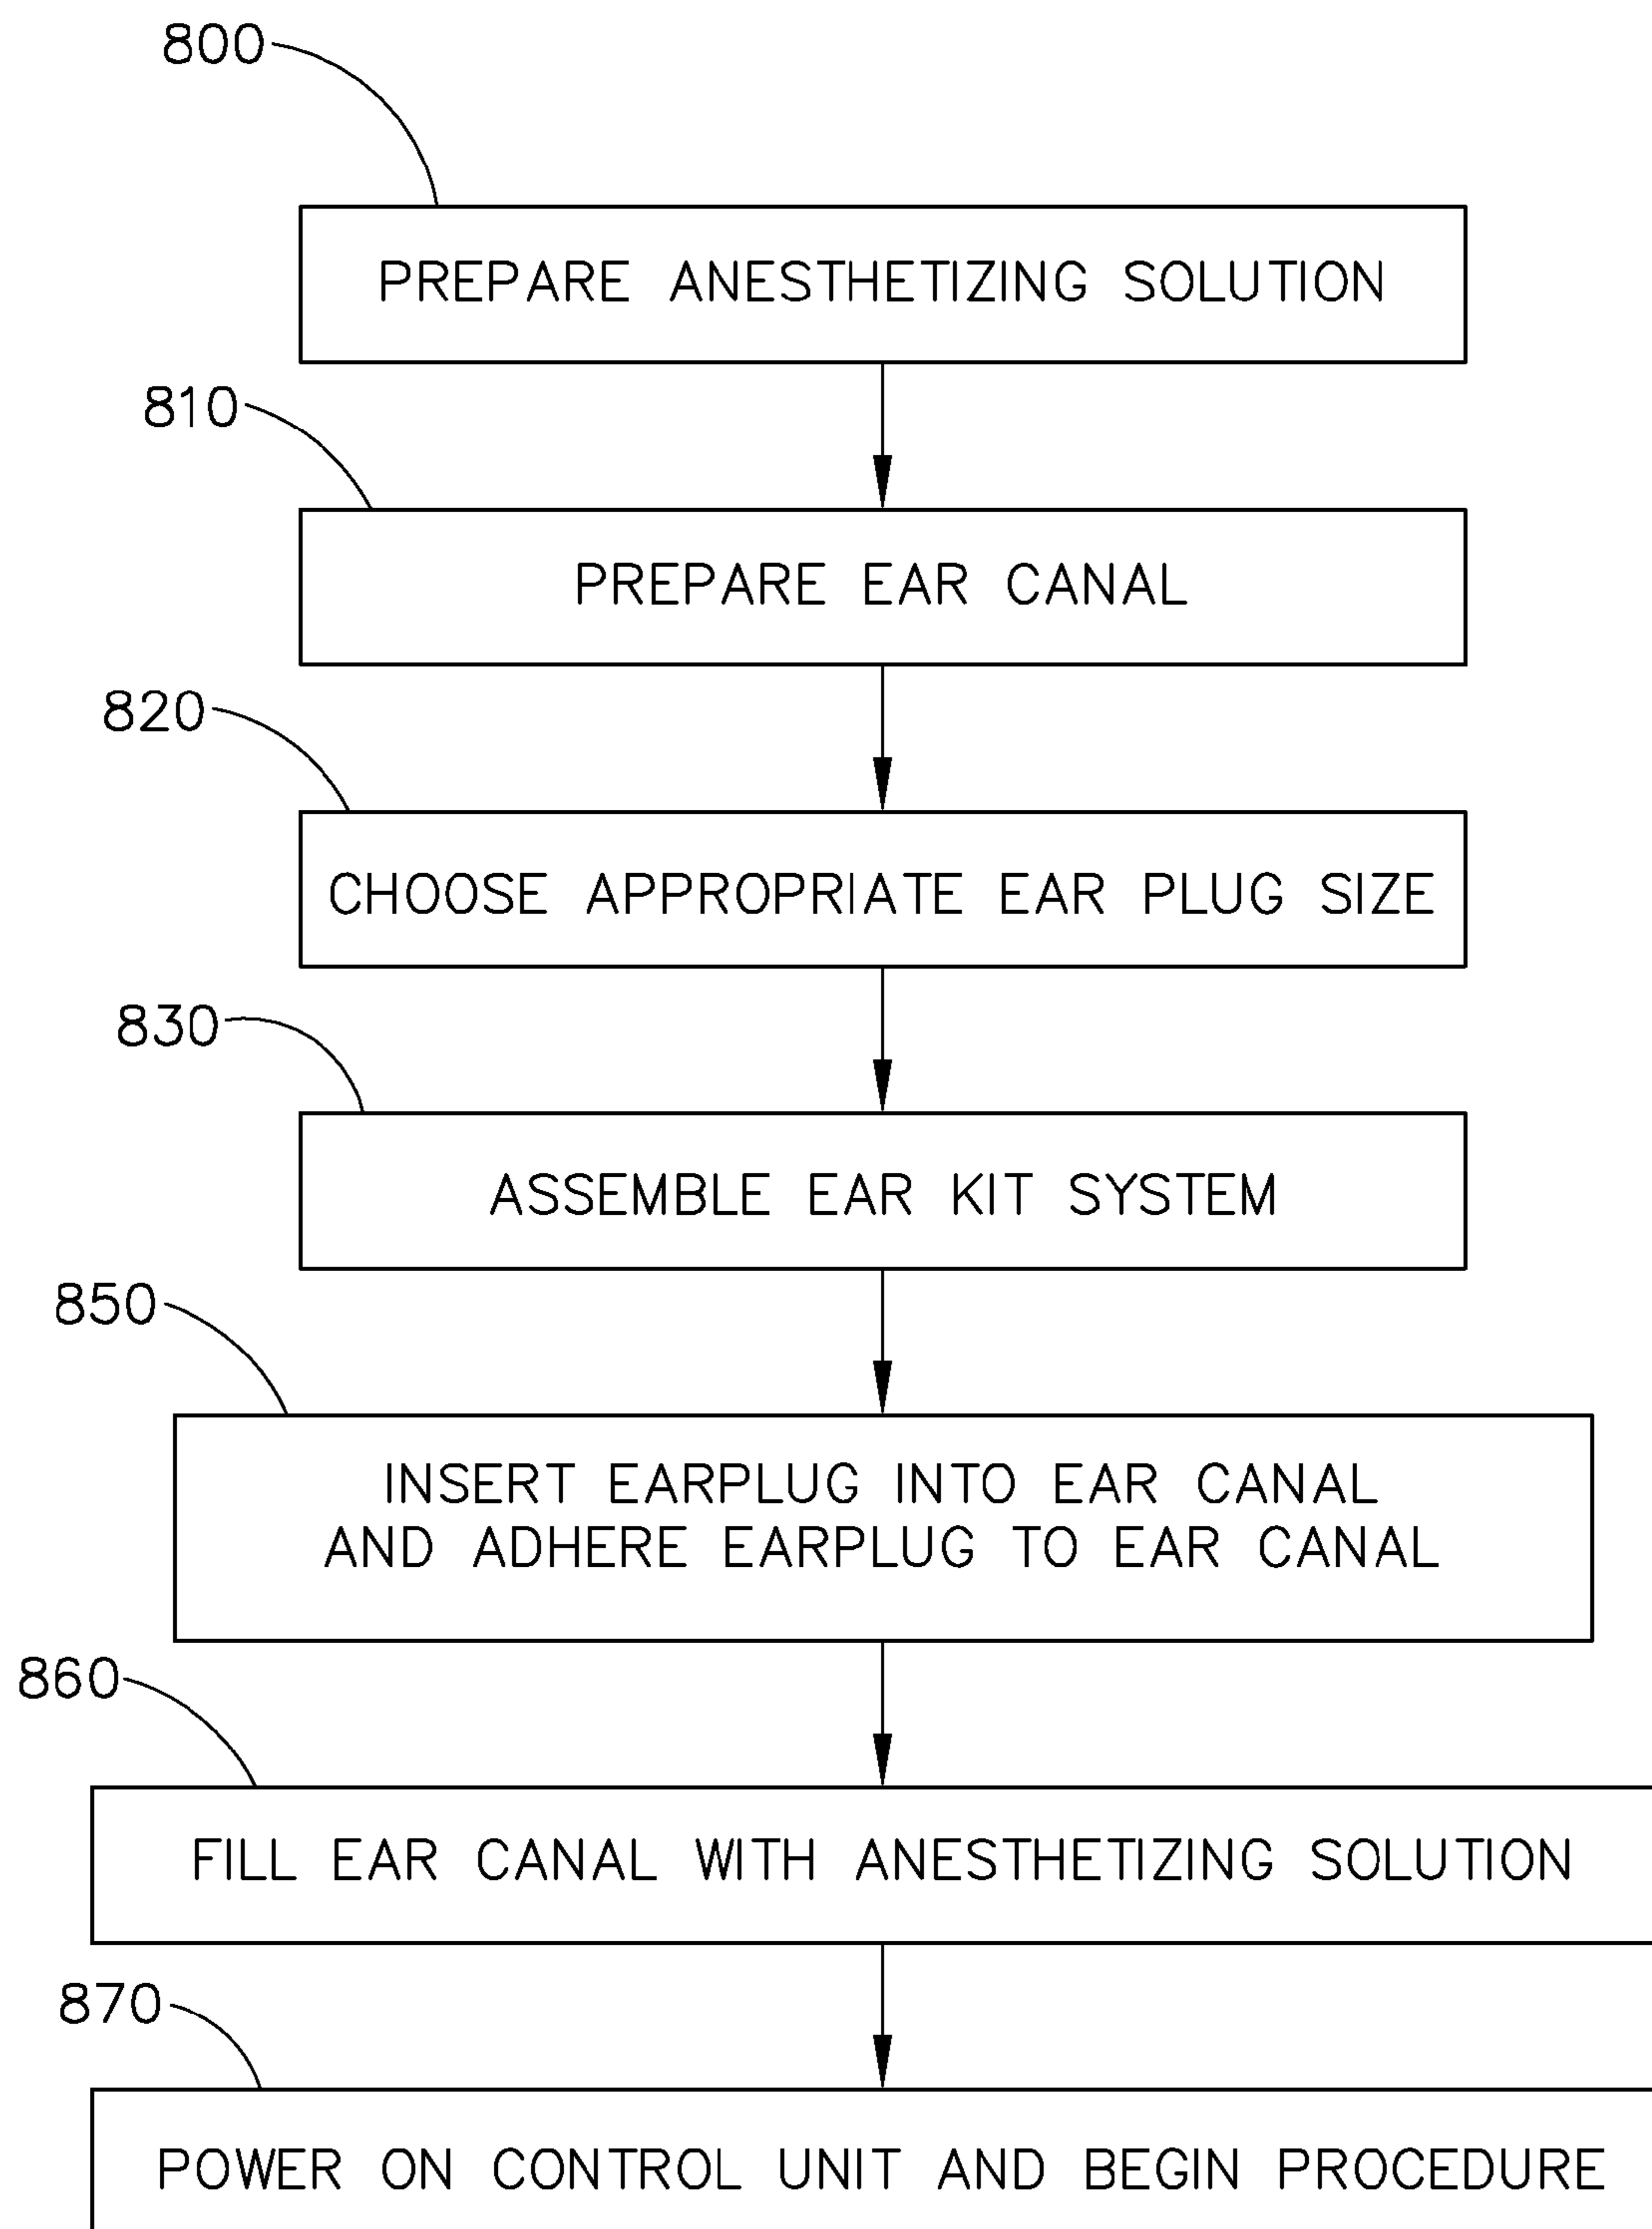 800
PREPARE ANESTHETIZING SOLUTION
810
PREPARE EAR CANAL
820
CHOOSE APPROPRIATE EAR PLUG SIZE
830
ASSEMBLE EAR KIT SYSTEM
850
INSERT EARPLUG INTO EAR CANAL
AND ADHERE EARPLUG TO EAR CANAL
860
FILL EAR CANAL WITH ANESTHETIZING SOLUTION
870
POWER ON CONTROL UNIT AND BEGIN PROCEDURE